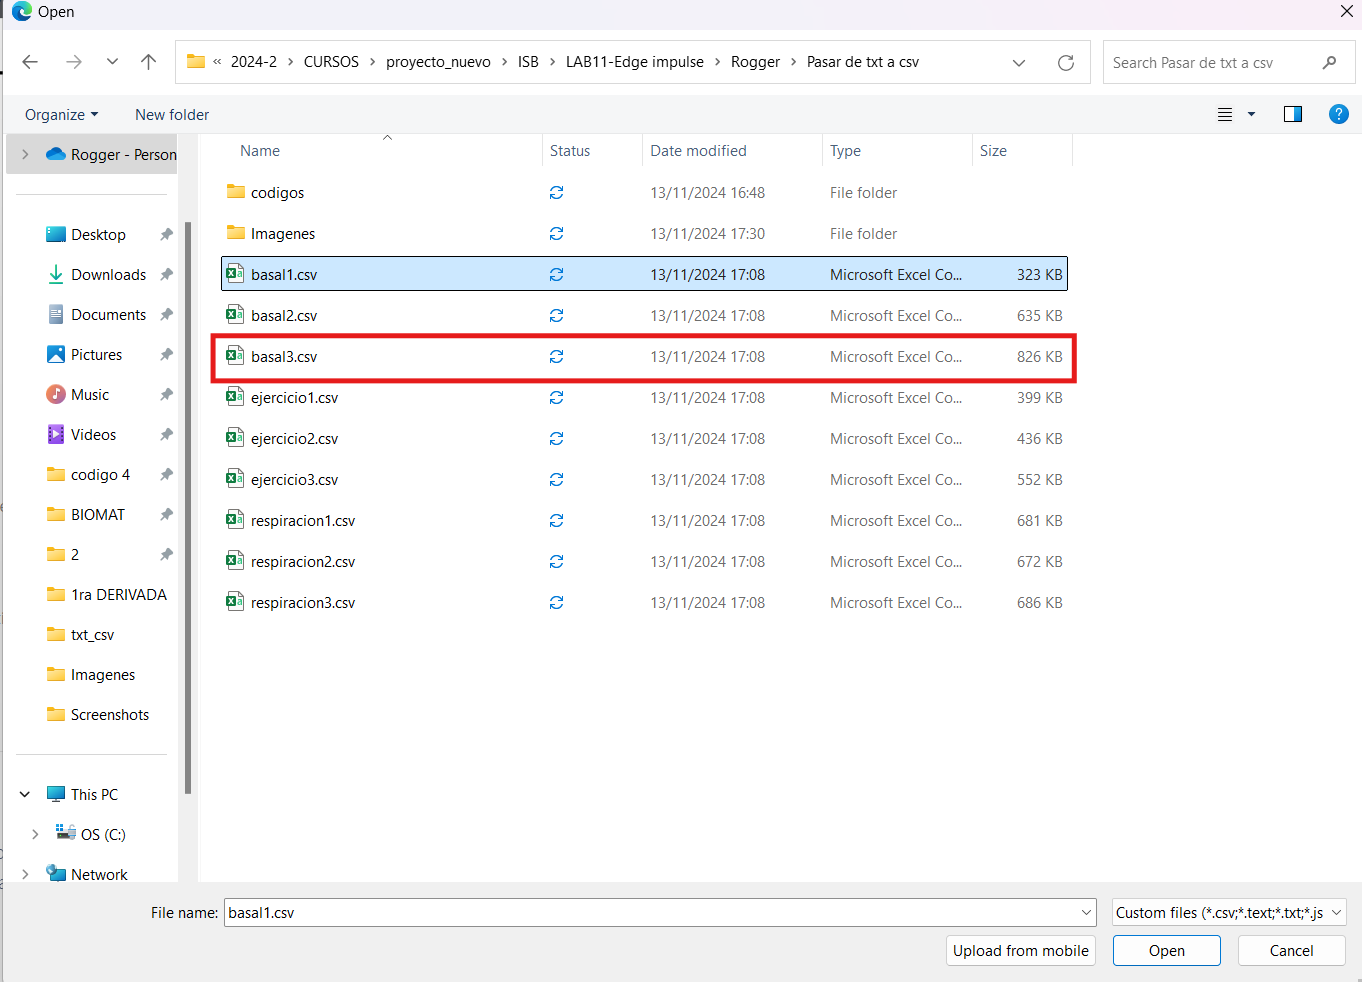 Open
« 2024-2 > CURSOS > proyecto_nuevo > ISB > LAB11-Edge impulse > Rogger > Pasar de txt a csv
Search Pasar de txt a csv
Organize
New folder
Rogger - Person
Desktop
Downloads
Documents
Pictures
Music
Videos
codigo 4
BIOMAT
2
1ra DERIVADA
txt_csv
Imagenes
Screenshots
This PC
OS (C:)
Network
Name Status Date modified Type Size
codigos 13/11/2024 16:48 File folder
Imagenes 13/11/2024 17:30 File folder
basal1.csv 13/11/2024 17:08 Microsoft Excel Co... 323 KB
basal2.csv 13/11/2024 17:08 Microsoft Excel Co... 635 KB
basal3.csv 13/11/2024 17:08 Microsoft Excel Co... 826 KB
ejercicio1.csv 13/11/2024 17:08 Microsoft Excel Co... 399 KB
ejercicio2.csv 13/11/2024 17:08 Microsoft Excel Co... 436 KB
ejercicio3.csv 13/11/2024 17:08 Microsoft Excel Co... 552 KB
respiracion1.csv 13/11/2024 17:08 Microsoft Excel Co... 681 KB
respiracion2.csv 13/11/2024 17:08 Microsoft Excel Co... 672 KB
respiracion3.csv 13/11/2024 17:08 Microsoft Excel Co... 686 KB
File name: basal1.csv
Custom files (*.csv;*.text;*.txt;*.js
Upload from mobile
Open
Cancel